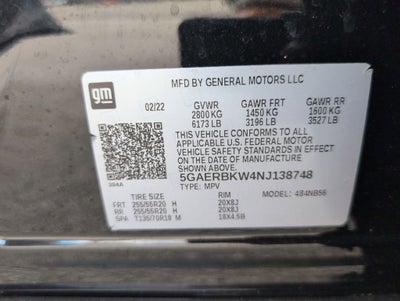 gm
MFD BY GENERAL MOTORS LLC
02/22 GVWR GAWR FRT GAWR RR
2800 KG 1450 KG 1600 KG
6173 LB 3196 LB 3527 LB
THIS VEHICLE CONFORMS TO ALL
APPLICABLE U.S. FEDERAL MOTOR
VEHICLE SAFETY
STANDARDS IN EFFECT ON THE DATE OF
MANUFACTURE SHOWN ABOVE.
5GAERBKW4NJ138748
TYPE: MPV MODEL: 4B4NB56
TIRE SIZE RIM
FRT 255/55R20 H 20X8J
RR 255/55R20 H 20X8J
SPA T135/70R18 M 18X4.5B